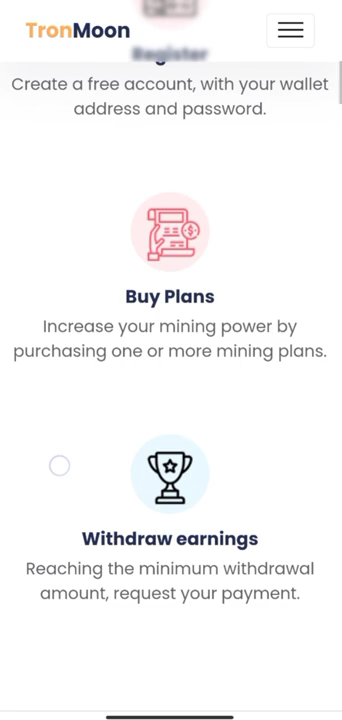 TronMoon
Register
Create a free account, with your wallet
address and password.
Buy Plans
Increase your mining power by
purchasing one or more mining plans.
Withdraw earnings
Reaching the minimum withdrawal
amount, request your payment.